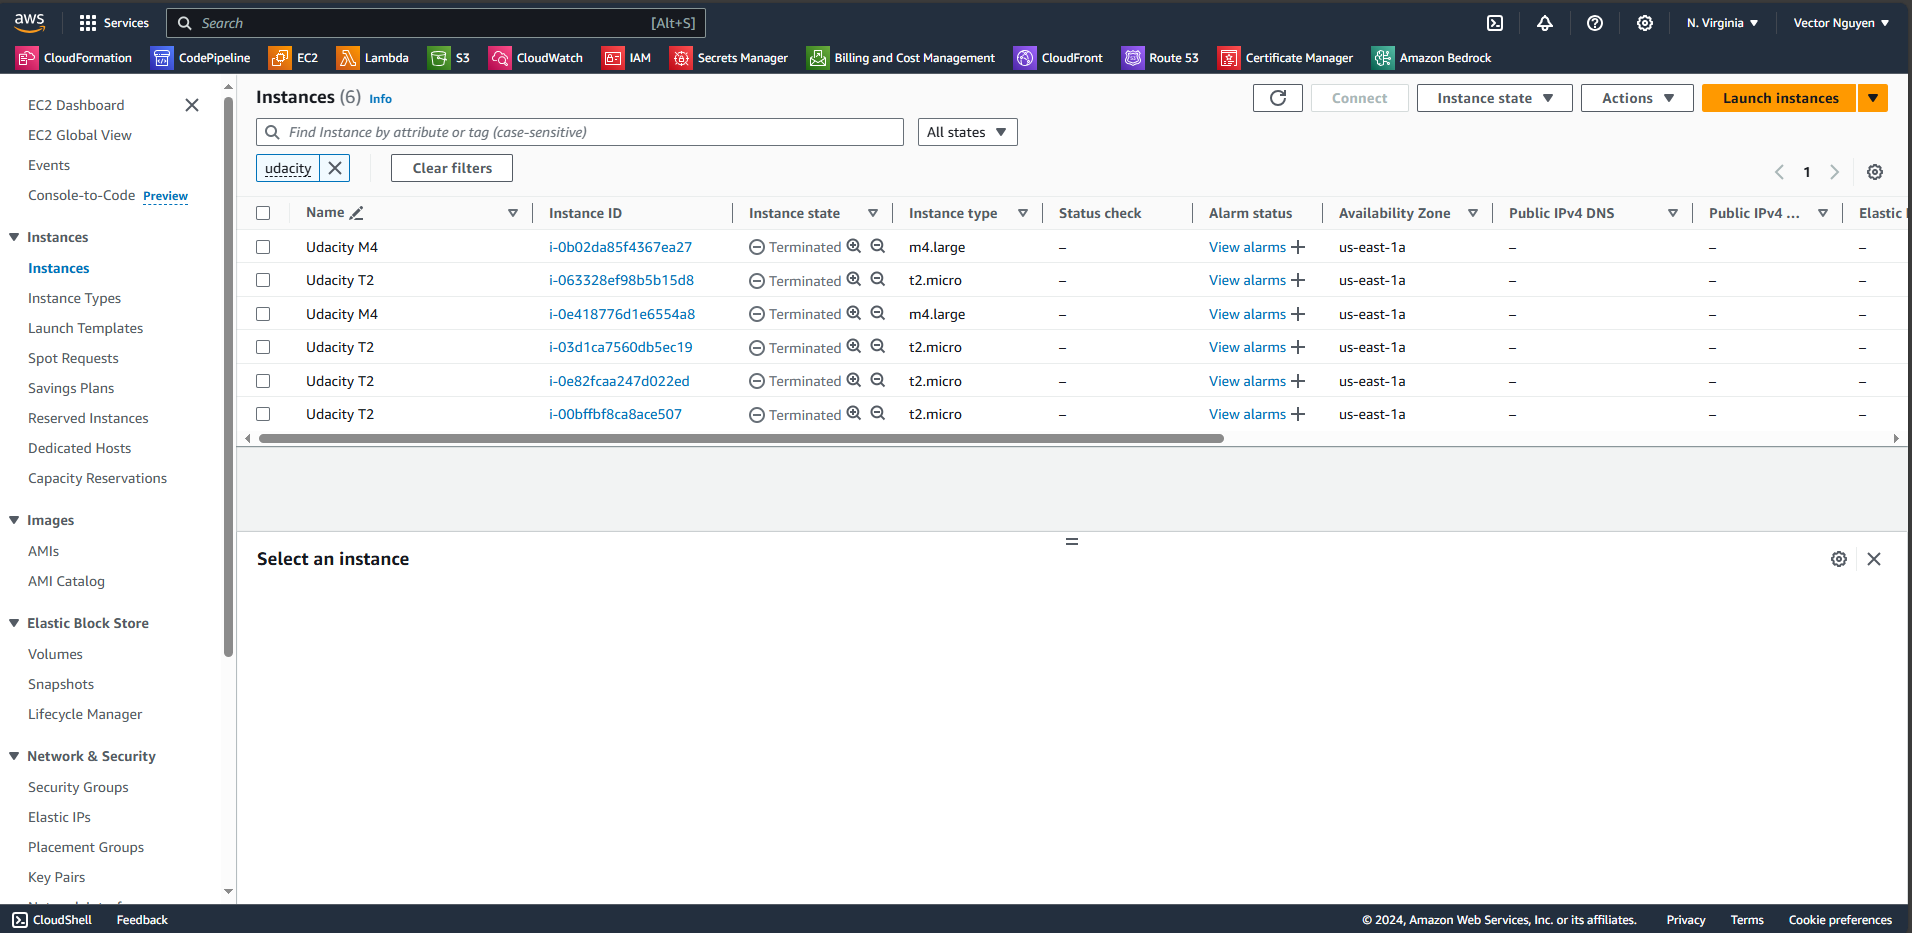 aws Services Search [Alt+S] N. Virginia Vector Nguyen
CloudFormation CodePipeline EC2 Lambda S3 CloudWatch IAM Secrets Manager Billing and Cost Management CloudFront Route 53 Certificate Manager Amazon Bedrock
EC2 Dashboard
EC2 Global View
Events
Console-to-Code Preview
Instances
Instances
Instance Types
Launch Templates
Spot Requests
Savings Plans
Reserved Instances
Dedicated Hosts
Capacity Reservations
Images
AMIs
AMI Catalog
Elastic Block Store
Volumes
Snapshots
Lifecycle Manager
Network & Security
Security Groups
Elastic IPs
Placement Groups
Key Pairs
Instances (6) Info Connect Instance state Actions Launch instances
Find Instance by attribute or tag (case-sensitive) All states
udacity Clear filters 1
Name Instance ID Instance state Instance type Status check Alarm status Availability Zone Public IPv4 DNS Public IPv4 ... Elastic
Udacity M4 i-0b02da85f4367ea27 Terminated m4.large – View alarms + us-east-1a – – –
Udacity T2 i-063328ef98b5b15d8 Terminated t2.micro – View alarms + us-east-1a – – –
Udacity M4 i-0e418776d1e6554a8 Terminated m4.large – View alarms + us-east-1a – – –
Udacity T2 i-03d1ca7560db5ec19 Terminated t2.micro – View alarms + us-east-1a – – –
Udacity T2 i-0e82fcaa247d022ed Terminated t2.micro – View alarms + us-east-1a – – –
Udacity T2 i-00bffbf8ca8ace507 Terminated t2.micro – View alarms + us-east-1a – – –
Select an instance
CloudShell Feedback © 2024, Amazon Web Services, Inc. or its affiliates. Privacy Terms Cookie preferences